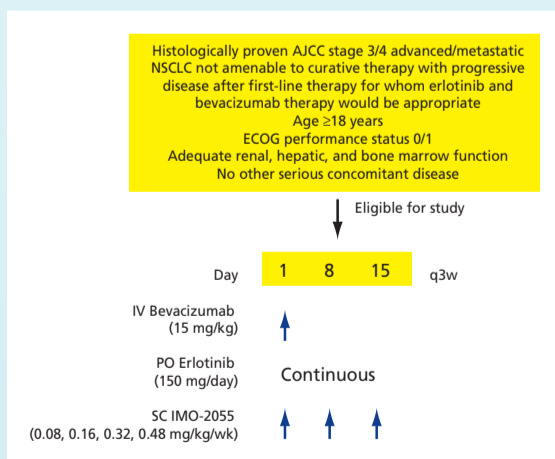 Histologically proven AJCC stage 3/4 advanced/metastatic
NSCLC not amenable to curative therapy with progressive
disease after first-line therapy for whom erlotinib and
bevacizumab therapy would be appropriate
Age ≥18 years
ECOG performance status 0/1
Adequate renal, hepatic, and bone marrow function
No other serious concomitant disease
Eligible for study
Day 1 8 15 q3w
IV Bevacizumab
(15 mg/kg)
PO Erlotinib
(150 mg/day)
Continuous
SC IMO-2055
(0.08, 0.16, 0.32, 0.48 mg/kg/wk)